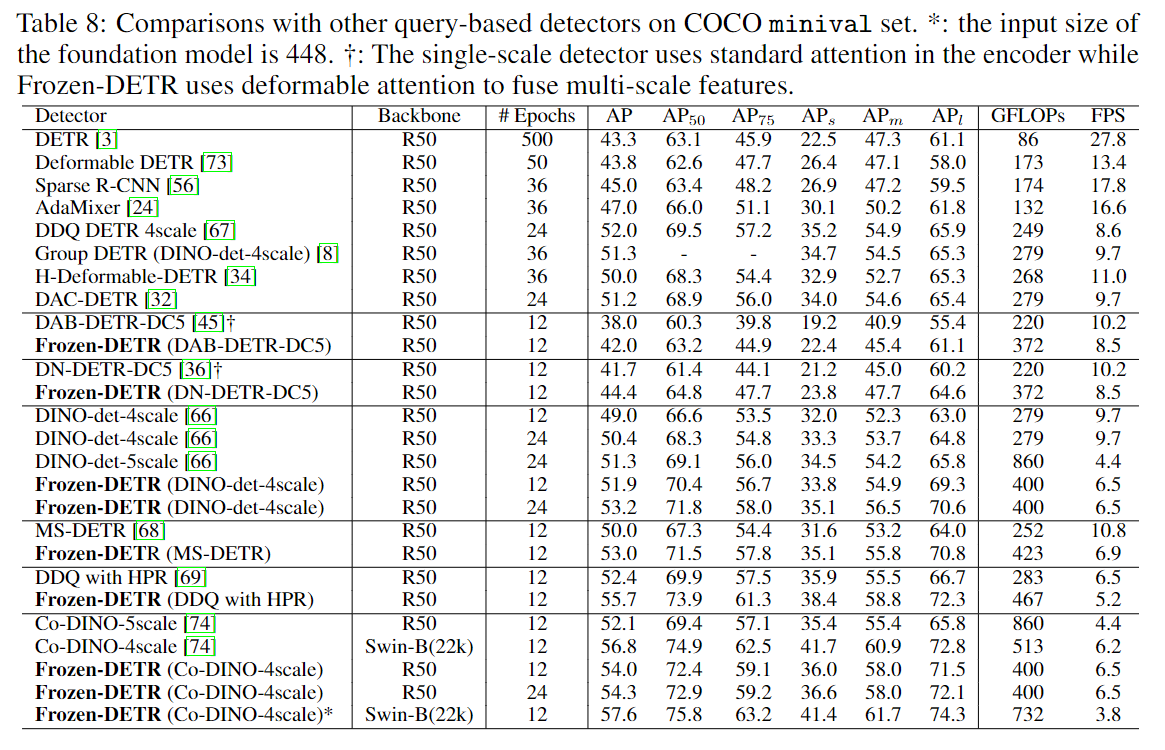 Table 8: Comparisons with other query-based detectors on COCO minival set. *: the input size of
the foundation model is 448. †: The single-scale detector uses standard attention in the encoder while
Frozen-DETR uses deformable attention to fuse multi-scale features.
Detector Backbone # Epochs AP AP50 AP75 APs APm APl GFLOPs FPS
DETR [3] R50 500 43.3 63.1 45.9 22.5 47.3 61.1 86 27.8
Deformable DETR [73] R50 50 43.8 62.6 47.7 26.4 47.1 58.0 173 13.4
Sparse R-CNN [56] R50 36 45.0 63.4 48.2 26.9 47.2 59.5 174 17.8
AdaMixer [24] R50 36 47.0 66.0 51.1 30.1 50.2 61.8 132 16.6
DDQ DETR 4scale [67] R50 24 52.0 69.5 57.2 35.2 54.9 65.9 249 8.6
Group DETR (DINO-det-4scale) [8] R50 36 51.3 - - 34.7 54.5 65.3 279 9.7
H-Deformable-DETR [34] R50 36 50.0 68.3 54.4 32.9 52.7 65.3 268 11.0
DAC-DETR [32] R50 24 51.2 68.9 56.0 34.0 54.6 65.4 279 9.7
DAB-DETR-DC5 [45]† R50 12 38.0 60.3 39.8 19.2 40.9 55.4 220 10.2
Frozen-DETR (DAB-DETR-DC5) R50 12 42.0 63.2 44.9 22.4 45.4 61.1 372 8.5
DN-DETR-DC5 [36]† R50 12 41.7 61.4 44.1 21.2 45.0 60.2 220 10.2
Frozen-DETR (DN-DETR-DC5) R50 12 44.4 64.8 47.7 23.8 47.7 64.6 372 8.5
DINO-det-4scale [66] R50 12 49.0 66.6 53.5 32.0 52.3 63.0 279 9.7
DINO-det-4scale [66] R50 24 50.4 68.3 54.8 33.3 53.7 64.8 279 9.7
DINO-det-5scale [66] R50 24 51.3 69.1 56.0 34.5 54.2 65.8 860 4.4
Frozen-DETR (DINO-det-4scale) R50 12 51.9 70.4 56.7 33.8 54.9 69.3 400 6.5
Frozen-DETR (DINO-det-4scale) R50 24 53.2 71.8 58.0 35.1 56.5 70.6 400 6.5
MS-DETR [68] R50 12 50.0 67.3 54.4 31.6 53.2 64.0 252 10.8
Frozen-DETR (MS-DETR) R50 12 53.0 71.5 57.8 35.1 55.8 70.8 423 6.9
DDQ with HPR [69] R50 12 52.4 69.9 57.5 35.9 55.5 66.7 283 6.5
Frozen-DETR (DDQ with HPR) R50 12 55.7 73.9 61.3 38.4 58.8 72.3 467 5.2
Co-DINO-5scale [74] R50 12 52.1 69.4 57.1 35.4 55.4 65.8 860 4.4
Co-DINO-4scale [74] Swin-B(22k) 12 56.8 74.9 62.5 41.7 60.9 72.8 513 6.2
Frozen-DETR (Co-DINO-4scale) R50 12 54.0 72.4 59.1 36.0 58.0 71.5 400 6.5
Frozen-DETR (Co-DINO-4scale) R50 24 54.3 72.9 59.2 36.6 58.0 72.1 400 6.5
Frozen-DETR (Co-DINO-4scale)* Swin-B(22k) 12 57.6 75.8 63.2 41.4 61.7 74.3 732 3.8